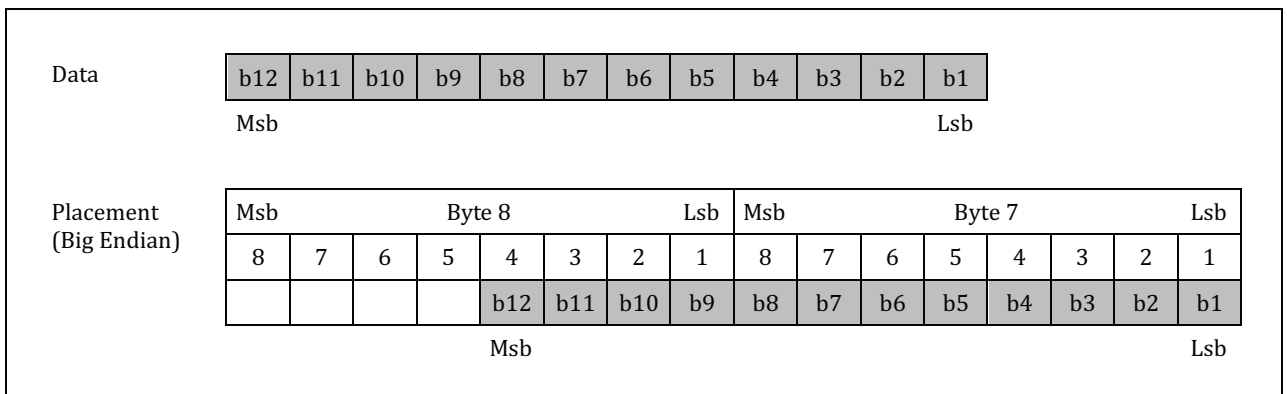 Data b12 b11 b10 b9 b8 b7 b6 b5 b4 b3 b2 b1
Msb Lsb
Placement Msb Byte 8 Lsb Msb Byte 7 Lsb
(Big Endian) 8 7 6 5 4 3 2 1 8 7 6 5 4 3 2 1
b12 b11 b10 b9 b8 b7 b6 b5 b4 b3 b2 b1
Msb Lsb